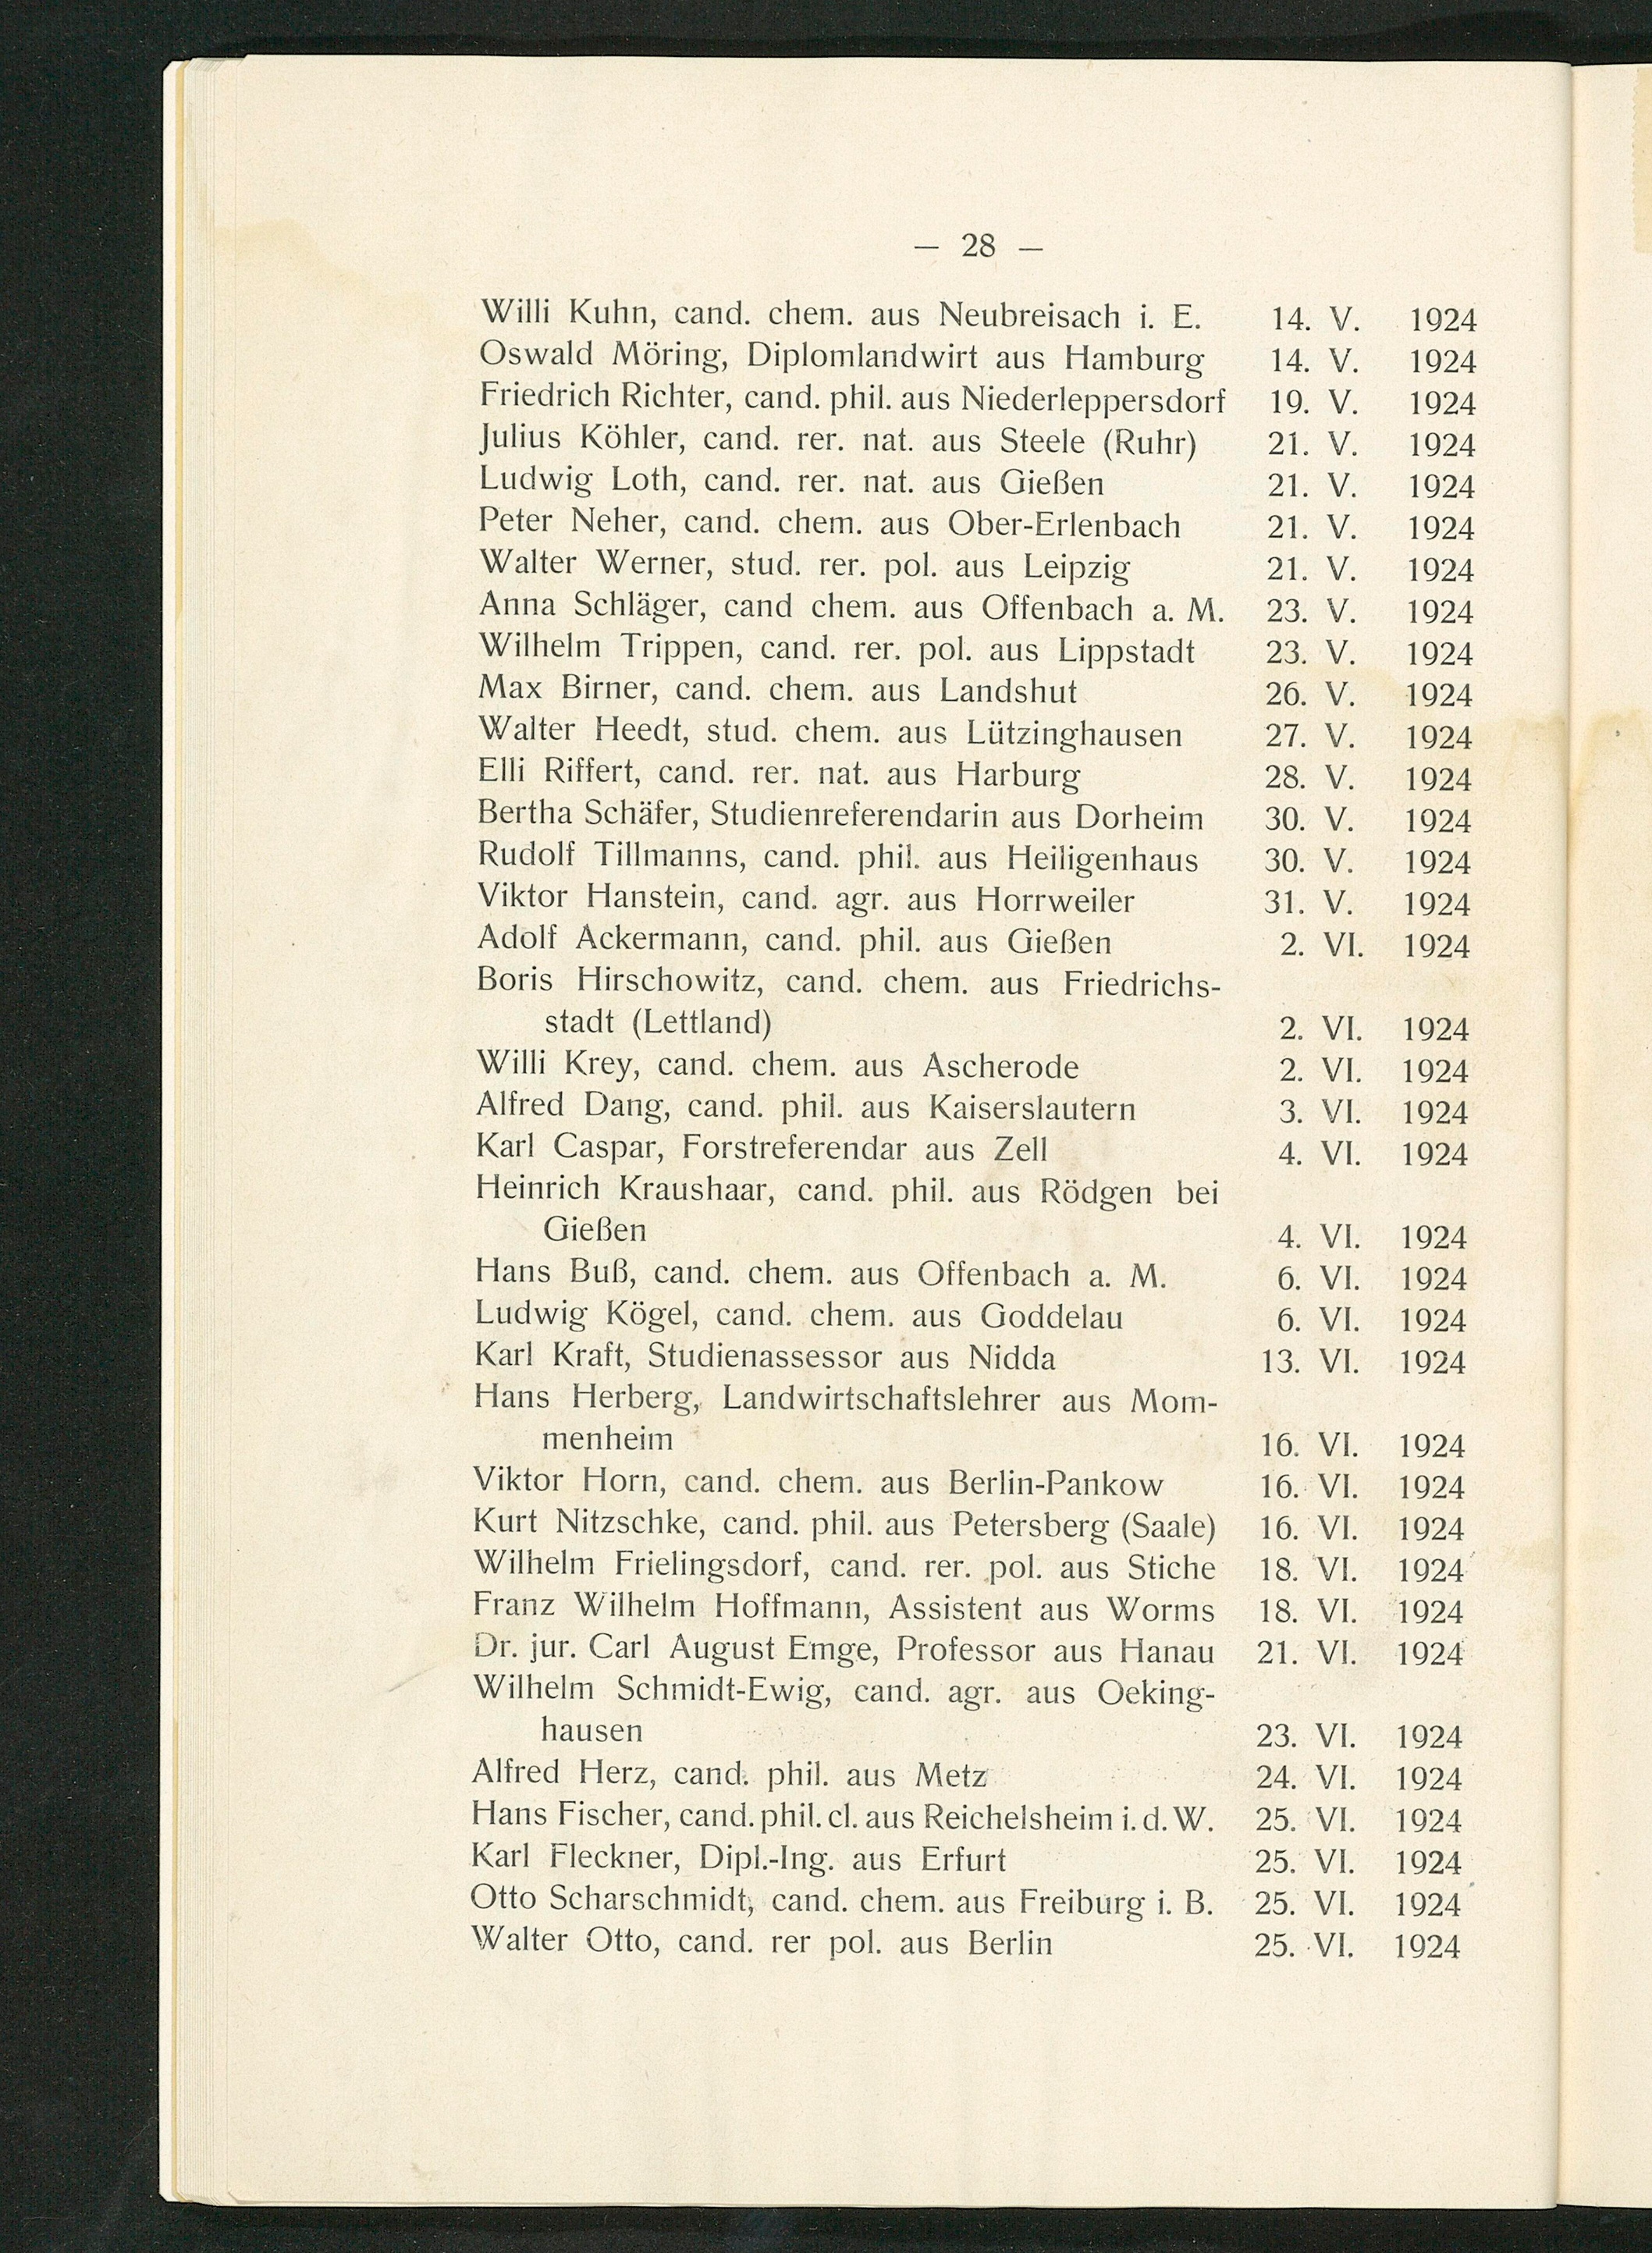 — 28 —
Willi Kuhn, cand. chem. aus Neubreisach i. E. 14. V. 1924
Oswald Möring, Diplomlandwirt aus Hamburg 14. V. 1924
Friedrich Richter, cand. phil. aus Niederleppersdorf 19. V. 1924
Julius Köhler, cand. rer. nat. aus Steele (Ruhr) 21. V. 1924
Ludwig Loth, cand. rer. nat. aus Gießen 21. V. 1924
Peter Neher, cand. chem. aus Ober-Erlenbach 21. V. 1924
Walter Werner, stud. rer. pol. aus Leipzig 21. V. 1924
Anna Schläger, cand chem. aus Offenbach a. M. 23. V. 1924
Wilhelm Trippen, cand. rer. pol. aus Lippstadt 23. V. 1924
Max Birner, cand. chem. aus Landshut 26. V. 1924
Walter Heedt, stud. chem. aus Lützinghausen 27. V. 1924
Elli Riffert, cand. rer. nat. aus Harburg 28. V. 1924
Bertha Schäfer, Studienreferendarin aus Dorheim 30. V. 1924
Rudolf Tillmanns, cand. phil. aus Heiligenhaus 30. V. 1924
Viktor Hanstein, cand. agr. aus Horrweiler 31. V. 1924
Adolf Ackermann, cand. phil. aus Gießen 2. VI. 1924
Boris Hirschowitz, cand. chem. aus Friedrichs-
stadt (Lettland) 2. VI. 1924
Willi Krey, cand. chem. aus Ascherode 2. VI. 1924
Alfred Dang, cand. phil. aus Kaiserslautern 3. VI. 1924
Karl Caspar, Forstreferendar aus Zell 4. VI. 1924
Heinrich Kraushaar, cand. phil. aus Rödgen bei
Gießen 4. VI. 1924
Hans Buß, cand. chem. aus Offenbach a. M. 6. VI. 1924
Ludwig Kögel, cand. chem. aus Goddelau 6. VI. 1924
Karl Kraft, Studienassessor aus Nidda 13. VI. 1924
Hans Herberg, Landwirtschaftslehrer aus Mom-
menheim 16. VI. 1924
Viktor Horn, cand. chem. aus Berlin-Pankow 16. VI. 1924
Kurt Nitzschke, cand. phil. aus Petersberg (Saale) 16. VI. 1924
Wilhelm Frielingsdorf, cand. rer. pol. aus Stiche 18. VI. 1924
Franz Wilhelm Hoffmann, Assistent aus Worms 18. VI. 1924
Dr. jur. Carl August Emge, Professor aus Hanau 21. VI. 1924
Wilhelm Schmidt-Ewig, cand. agr. aus Oeking-
hausen 23. VI. 1924
Alfred Herz, cand. phil. aus Metz 24. VI. 1924
Hans Fischer, cand. phil. cl. aus Reichelsheim i. d. W. 25. VI. 1924
Karl Fleckner, Dipl.-Ing. aus Erfurt 25. VI. 1924
Otto Scharschmidt, cand. chem. aus Freiburg i. B. 25. VI. 1924
Walter Otto, cand. rer pol. aus Berlin 25. VI. 1924